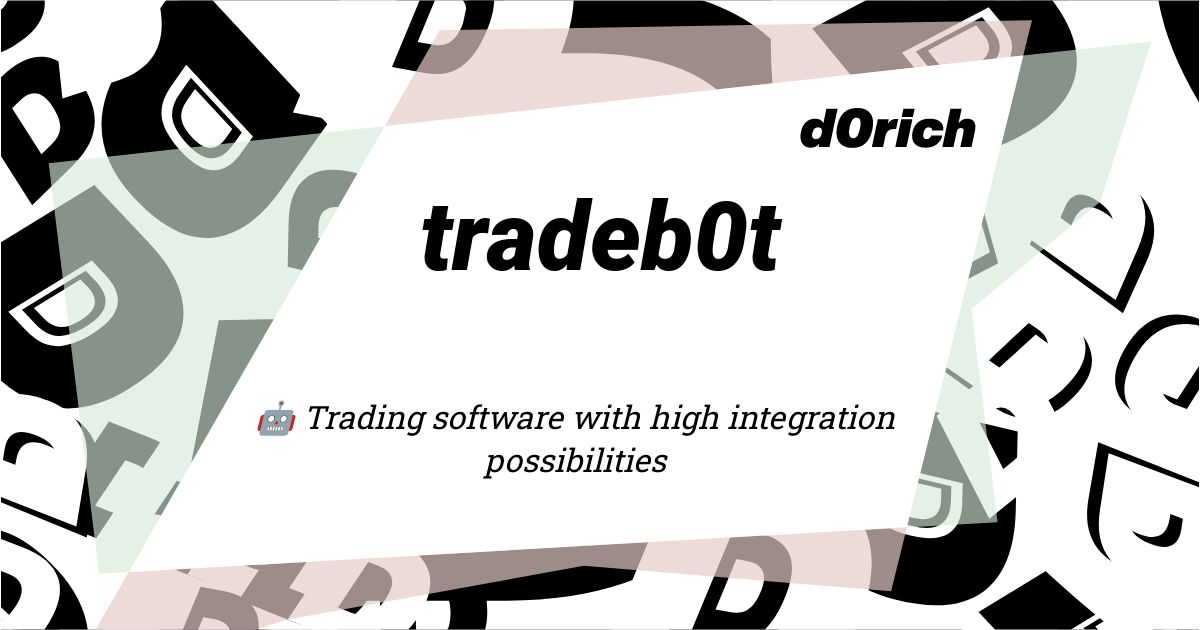 d0rich
tradeb0t
🤖 Trading software with high integration
possibilities